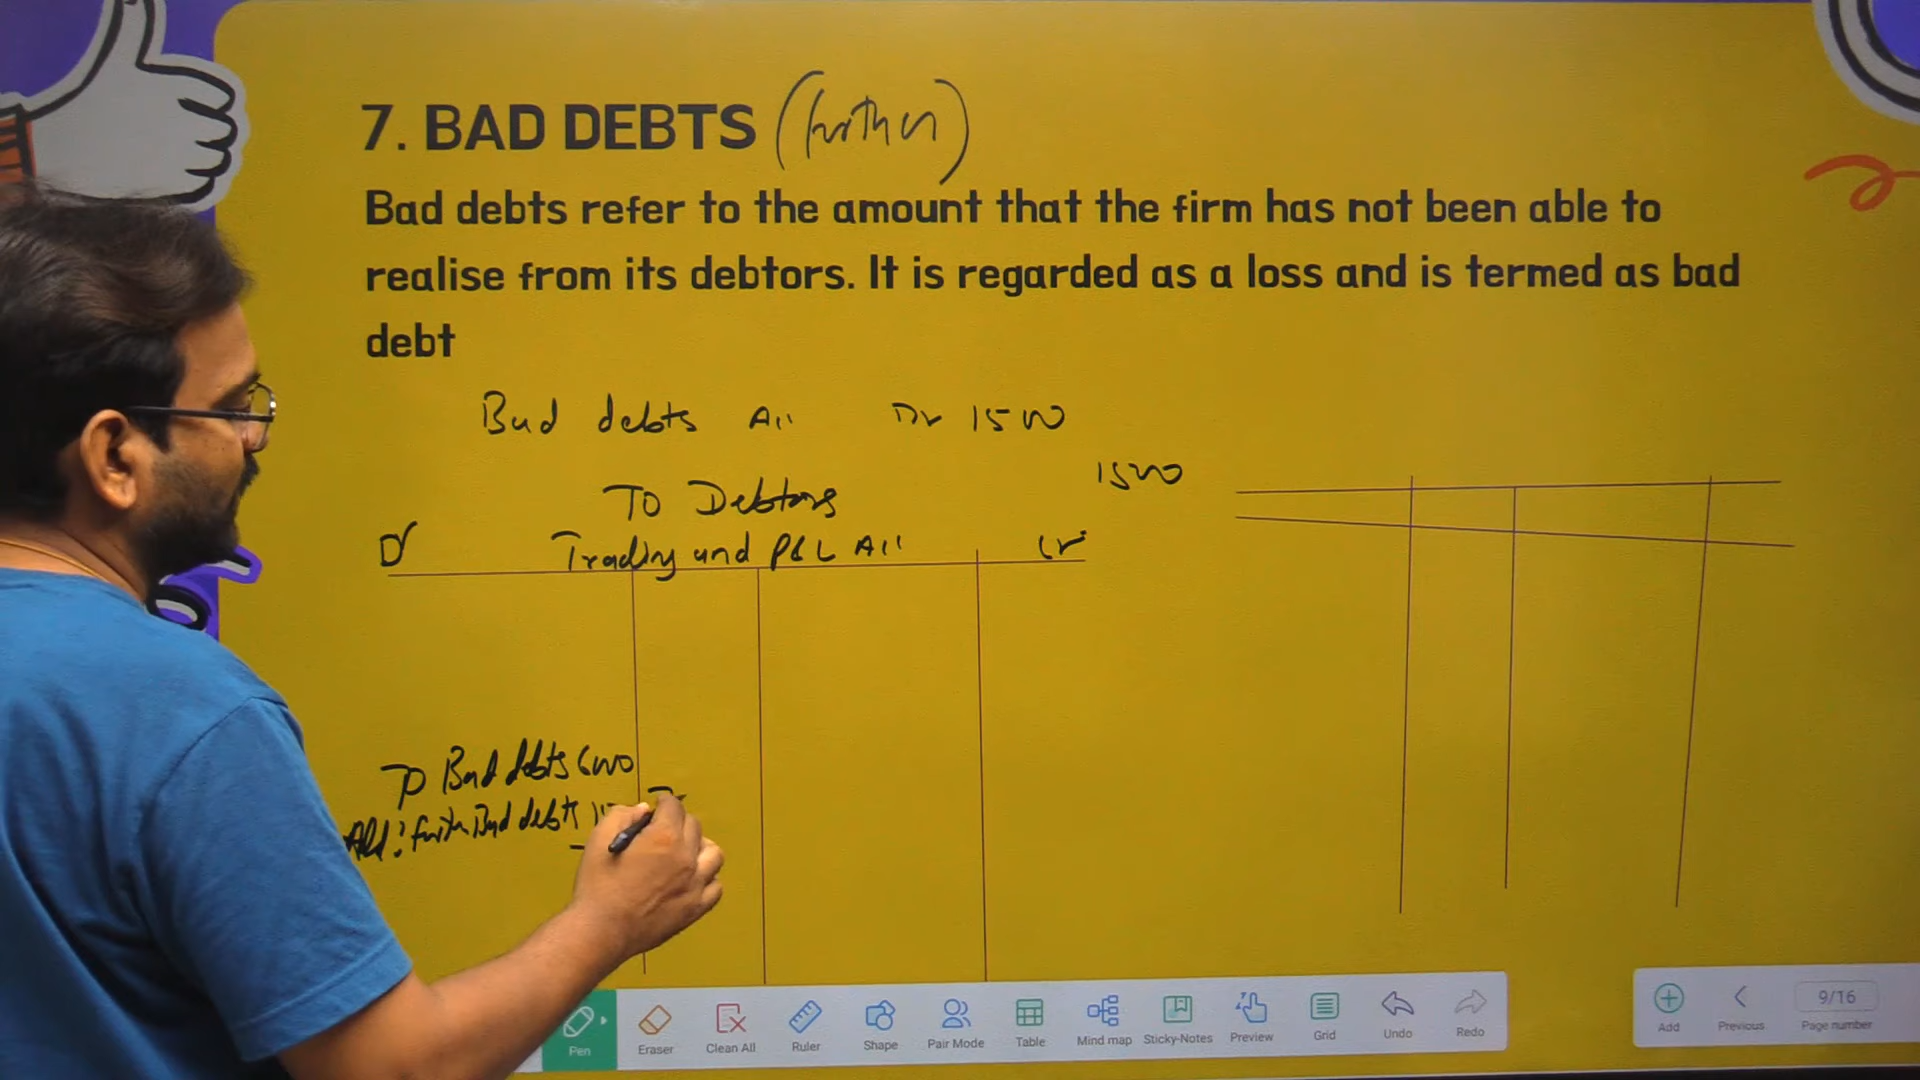 7. BAD DEBTS (further)
Bad debts refer to the amount that the firm has not been able to
realise from its debtors. It is regarded as a loss and is termed as bad
debt
Bad debts A/c Dr 1500
To Debtors 1500
Dr Trading and P&L A/c Cr
To Bad debts
Add: further Bad debts
Pen
Eraser
Clean All
Ruler
Shape
Pair Mode
Table
Mind map
Sticky-Notes
Preview
Grid
Undo
Redo
Add
Previous
9/16
Page number